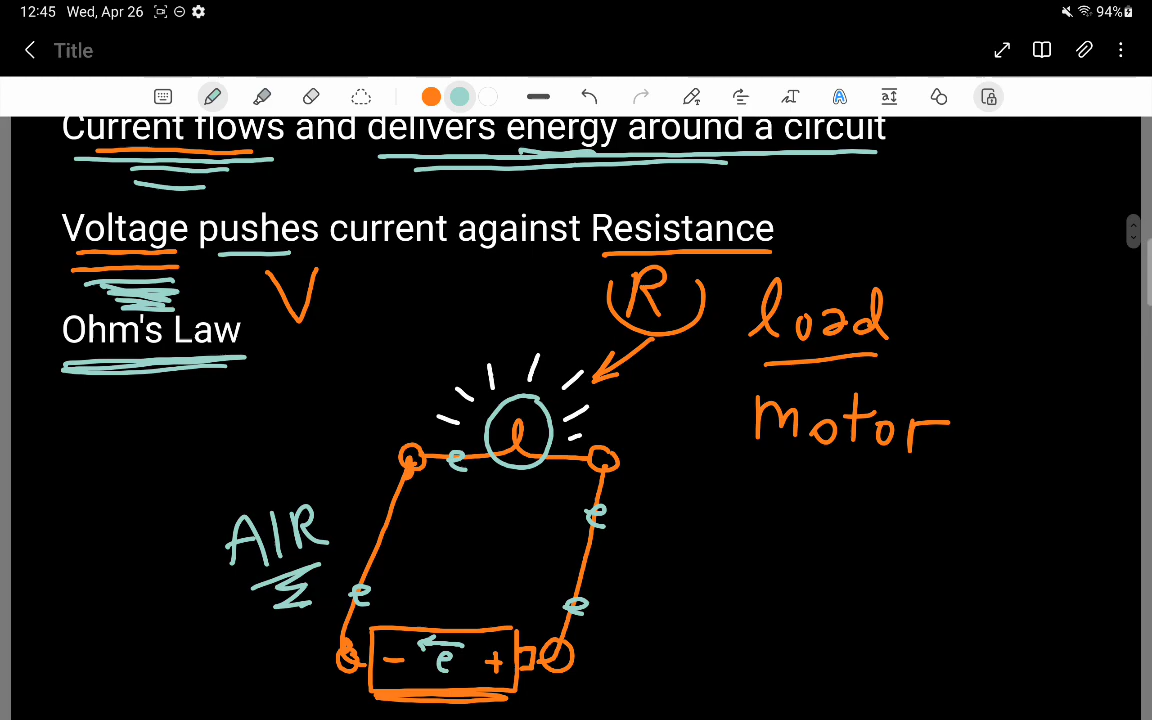 12:45 Wed, Apr 26 94%
Title
Current flows and delivers energy around a circuit
Voltage pushes current against Resistance
V
R
load
Ohm's Law
motor
e
e
AIR
e
e
- e +